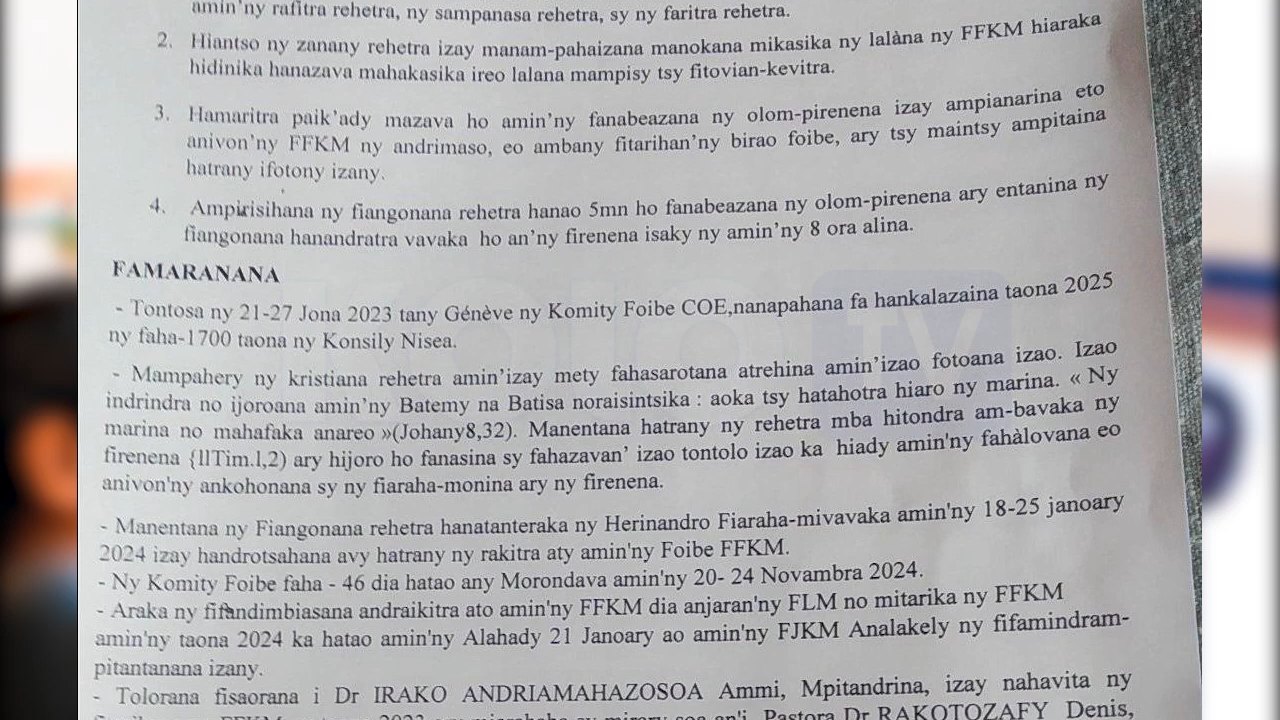 amin'ny rafitra rehetra, ny sampanasa rehetra, sy ny faritra rehetra.
2. Hiantso ny zanany rehetra izay manam-pahaizana manokana mikasika ny lalàna ny FFKM hiaraka
hidinika hanazava mahakasika ireo lalana mampisy tsy fitovian-kevitra.
3. Hamaritra paik'ady mazava ho amin'ny fanabeazana ny olom-pirenena izay ampianarina eto
anivon'ny FFKM ny andrimaso, eo ambany fitarihan'ny birao foibe, ary tsy maintsy ampitaina
hatrany ifotony izany.
4. Ampirisihana ny fiangonana rehetra hanao 5mn ho fanabeazana ny olom-pirenena ary entanina ny
fiangonana hanandratra vavaka ho an'ny firenena isaky ny amin'ny 8 ora alina.
FAMARANANA
- Tontosa ny 21-27 Jona 2023 tany Génève ny Komity Foibe COE,nanapahana fa hankalazaina taona 2025
ny faha-1700 taona ny Konsily Nisea.
- Mampahery ny kristiana rehetra amin'izay mety fahasarotana atrehina amin'izao fotoana izao. Izao
indrindra no ijoroana amin'ny Batemy na Batisa noraisintsika : aoka tsy hatahotra hiaro ny marina. « Ny
marina no mahafaka anareo »(Johany8,32). Manentana hatrany ny rehetra mba hitondra am-bavaka ny
firenena {llTim.l,2) ary hijoro ho fanasina sy fahazavan' izao tontolo izao ka hiady amin'ny fahàlovana eo
anivon'ny ankohonana sy ny fiaraha-monina ary ny firenena.
- Manentana ny Fiangonana rehetra hanatanteraka ny Herinandro Fiaraha-mivavaka amin'ny 18-25 janoary
2024 izay handrotsahana avy hatrany ny rakitra aty amin'ny Foibe FFKM.
- Ny Komity Foibe faha - 46 dia hatao any Morondava amin'ny 20- 24 Novambra 2024.
- Araka ny fifandimbiasana andraikitra ato amin'ny FFKM dia anjaran'ny FLM no mitarika ny FFKM
amin'ny taona 2024 ka hatao amin'ny Alahady 21 Janoary ao amin'ny FJKM Analakely ny fifamindram-
pitantanana izany.
- Tolorana fisaorana i Dr IRAKO ANDRIAMAHAZOSOA Ammi, Mpitandrina, izay nahavita ny
FFKM 2023 Pastora Dr RAKOTOZAFY Denis,